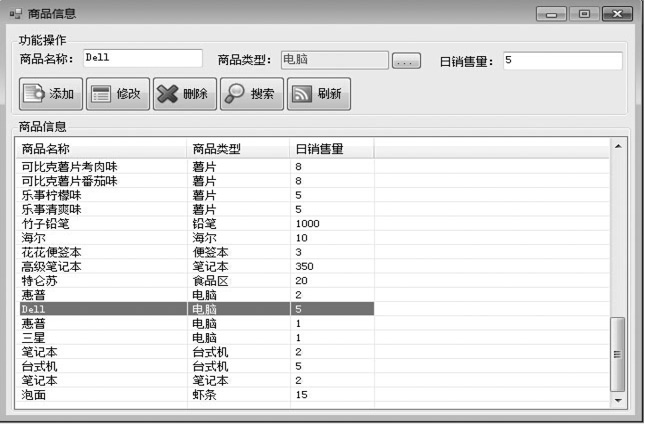 商品信息
功能操作
商品名称: Dell 商品类型: 电脑 ... 日销售量: 5
添加 修改 删除 搜索 刷新
商品信息
商品名称 商品类型 日销售量
可比克薯片考肉味 薯片 8
可比克薯片番茄味 薯片 8
乐事柠檬味 薯片 5
乐事清爽味 薯片 5
竹子铅笔 铅笔 1000
海尔 海尔 10
花花便签本 便签本 3
高级笔记本 笔记本 350
特仑苏 食品区 20
惠普 电脑 2
Dell 电脑 5
惠普 电脑 1
三星 电脑 1
笔记本 台式机 2
台式机 台式机 5
笔记本 笔记本 2
泡面 虾条 15